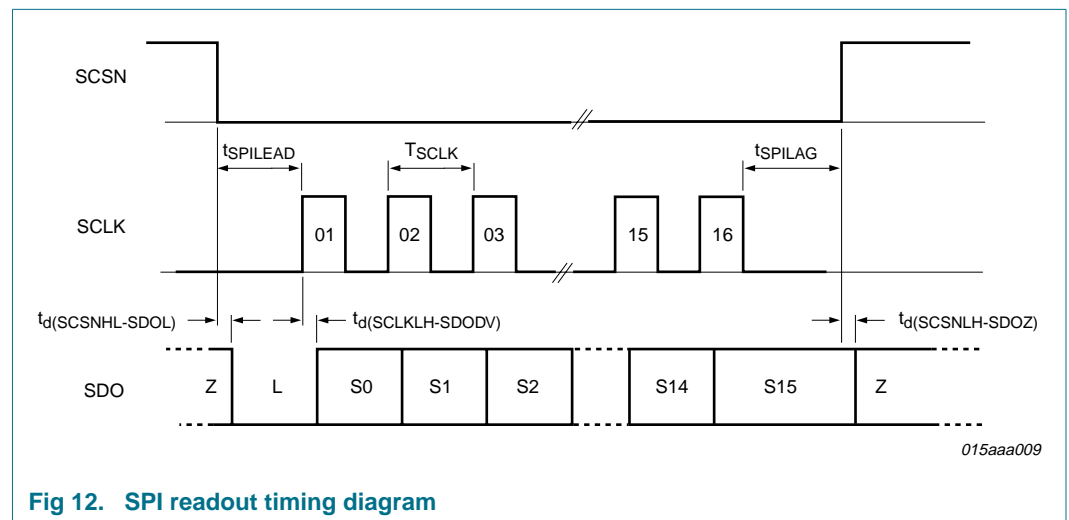 SCSN
tSPILEAD TSCLK tSPILAG
SCLK 01 02 03 15 16
td(SCSNHL-SDOL) td(SCLKLH-SDODV) td(SCSNLH-SDOZ)
SDO Z L S0 S1 S2 S14 S15 Z
015aaa009
Fig 12. SPI readout timing diagram